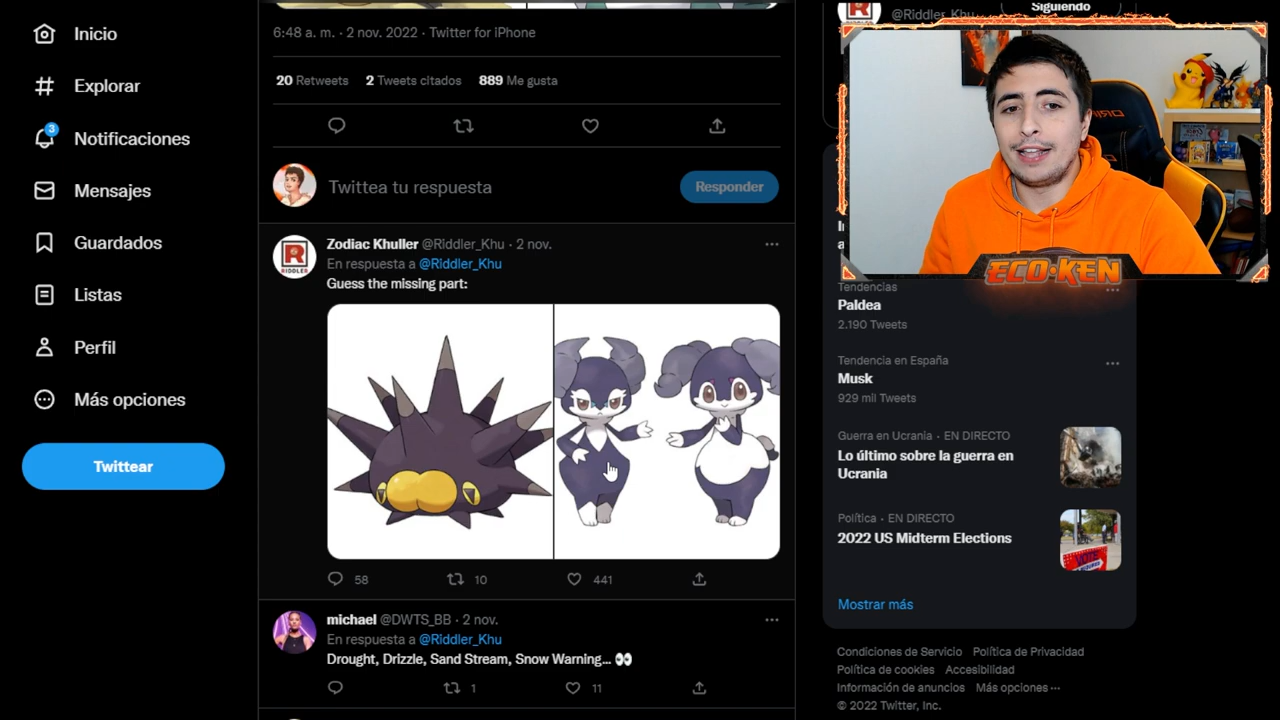 Inicio
Explorar
3
Notificaciones
Mensajes
Guardados
Listas
Perfil
Más opciones
Twittear
6:48 a. m. · 2 nov. 2022 · Twitter for iPhone
20 Retweets 2 Tweets citados 889 Me gusta
Twittea tu respuesta
Responder
Zodiac Khuller @Riddler_Khu · 2 nov.
En respuesta a @Riddler_Khu
Guess the missing part:
58 10 441
michael @DWTS_BB · 2 nov.
En respuesta a @Riddler_Khu
Drought, Drizzle, Sand Stream, Snow Warning... 👀
1 11
@Riddler_Khu
Siguiendo
ECO-KEN
Tendencias
Paldea
2.190 Tweets
Tendencia en España
Musk
929 mil Tweets
Guerra en Ucrania · EN DIRECTO
Lo último sobre la guerra en
Ucrania
Política · EN DIRECTO
2022 US Midterm Elections
VOTE
Mostrar más
Condiciones de Servicio Política de Privacidad
Política de cookies Accesibilidad
Información de anuncios Más opciones ···
© 2022 Twitter, Inc.